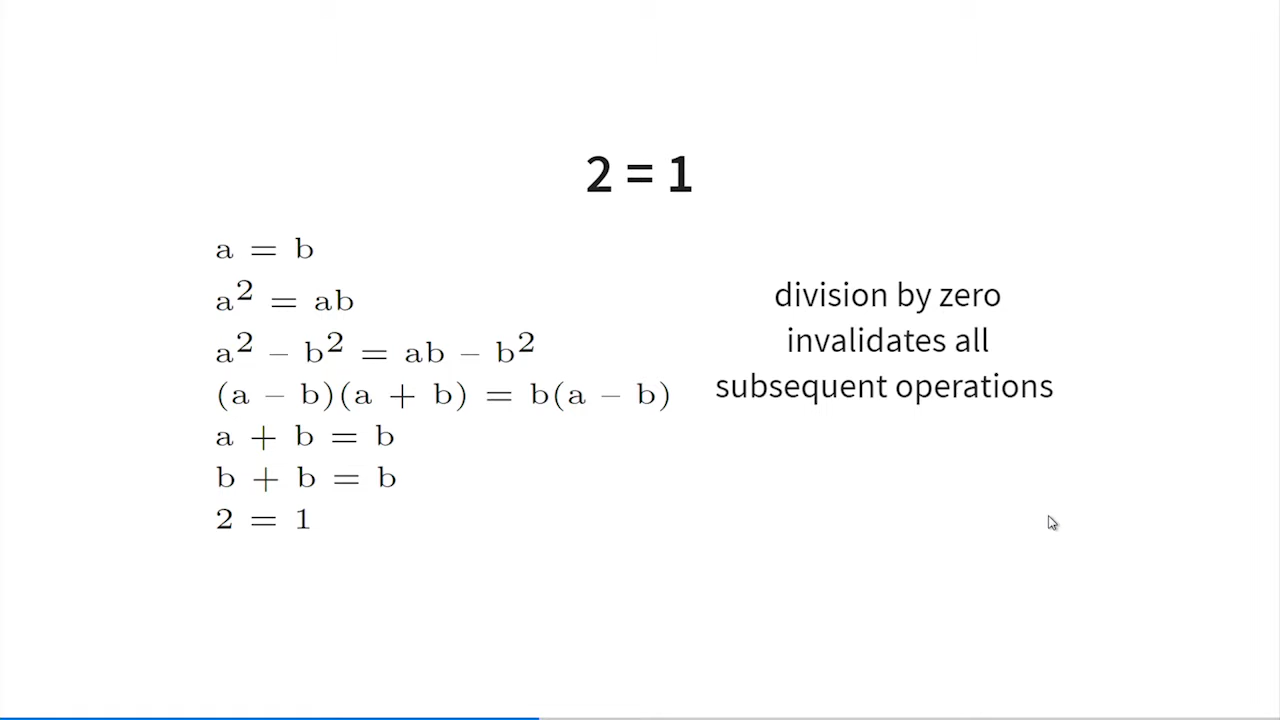 2 = 1
a = b
a² = ab
a² – b² = ab – b²
(a – b)(a + b) = b(a – b)
a + b = b
b + b = b
2 = 1
division by zero
invalidates all
subsequent operations